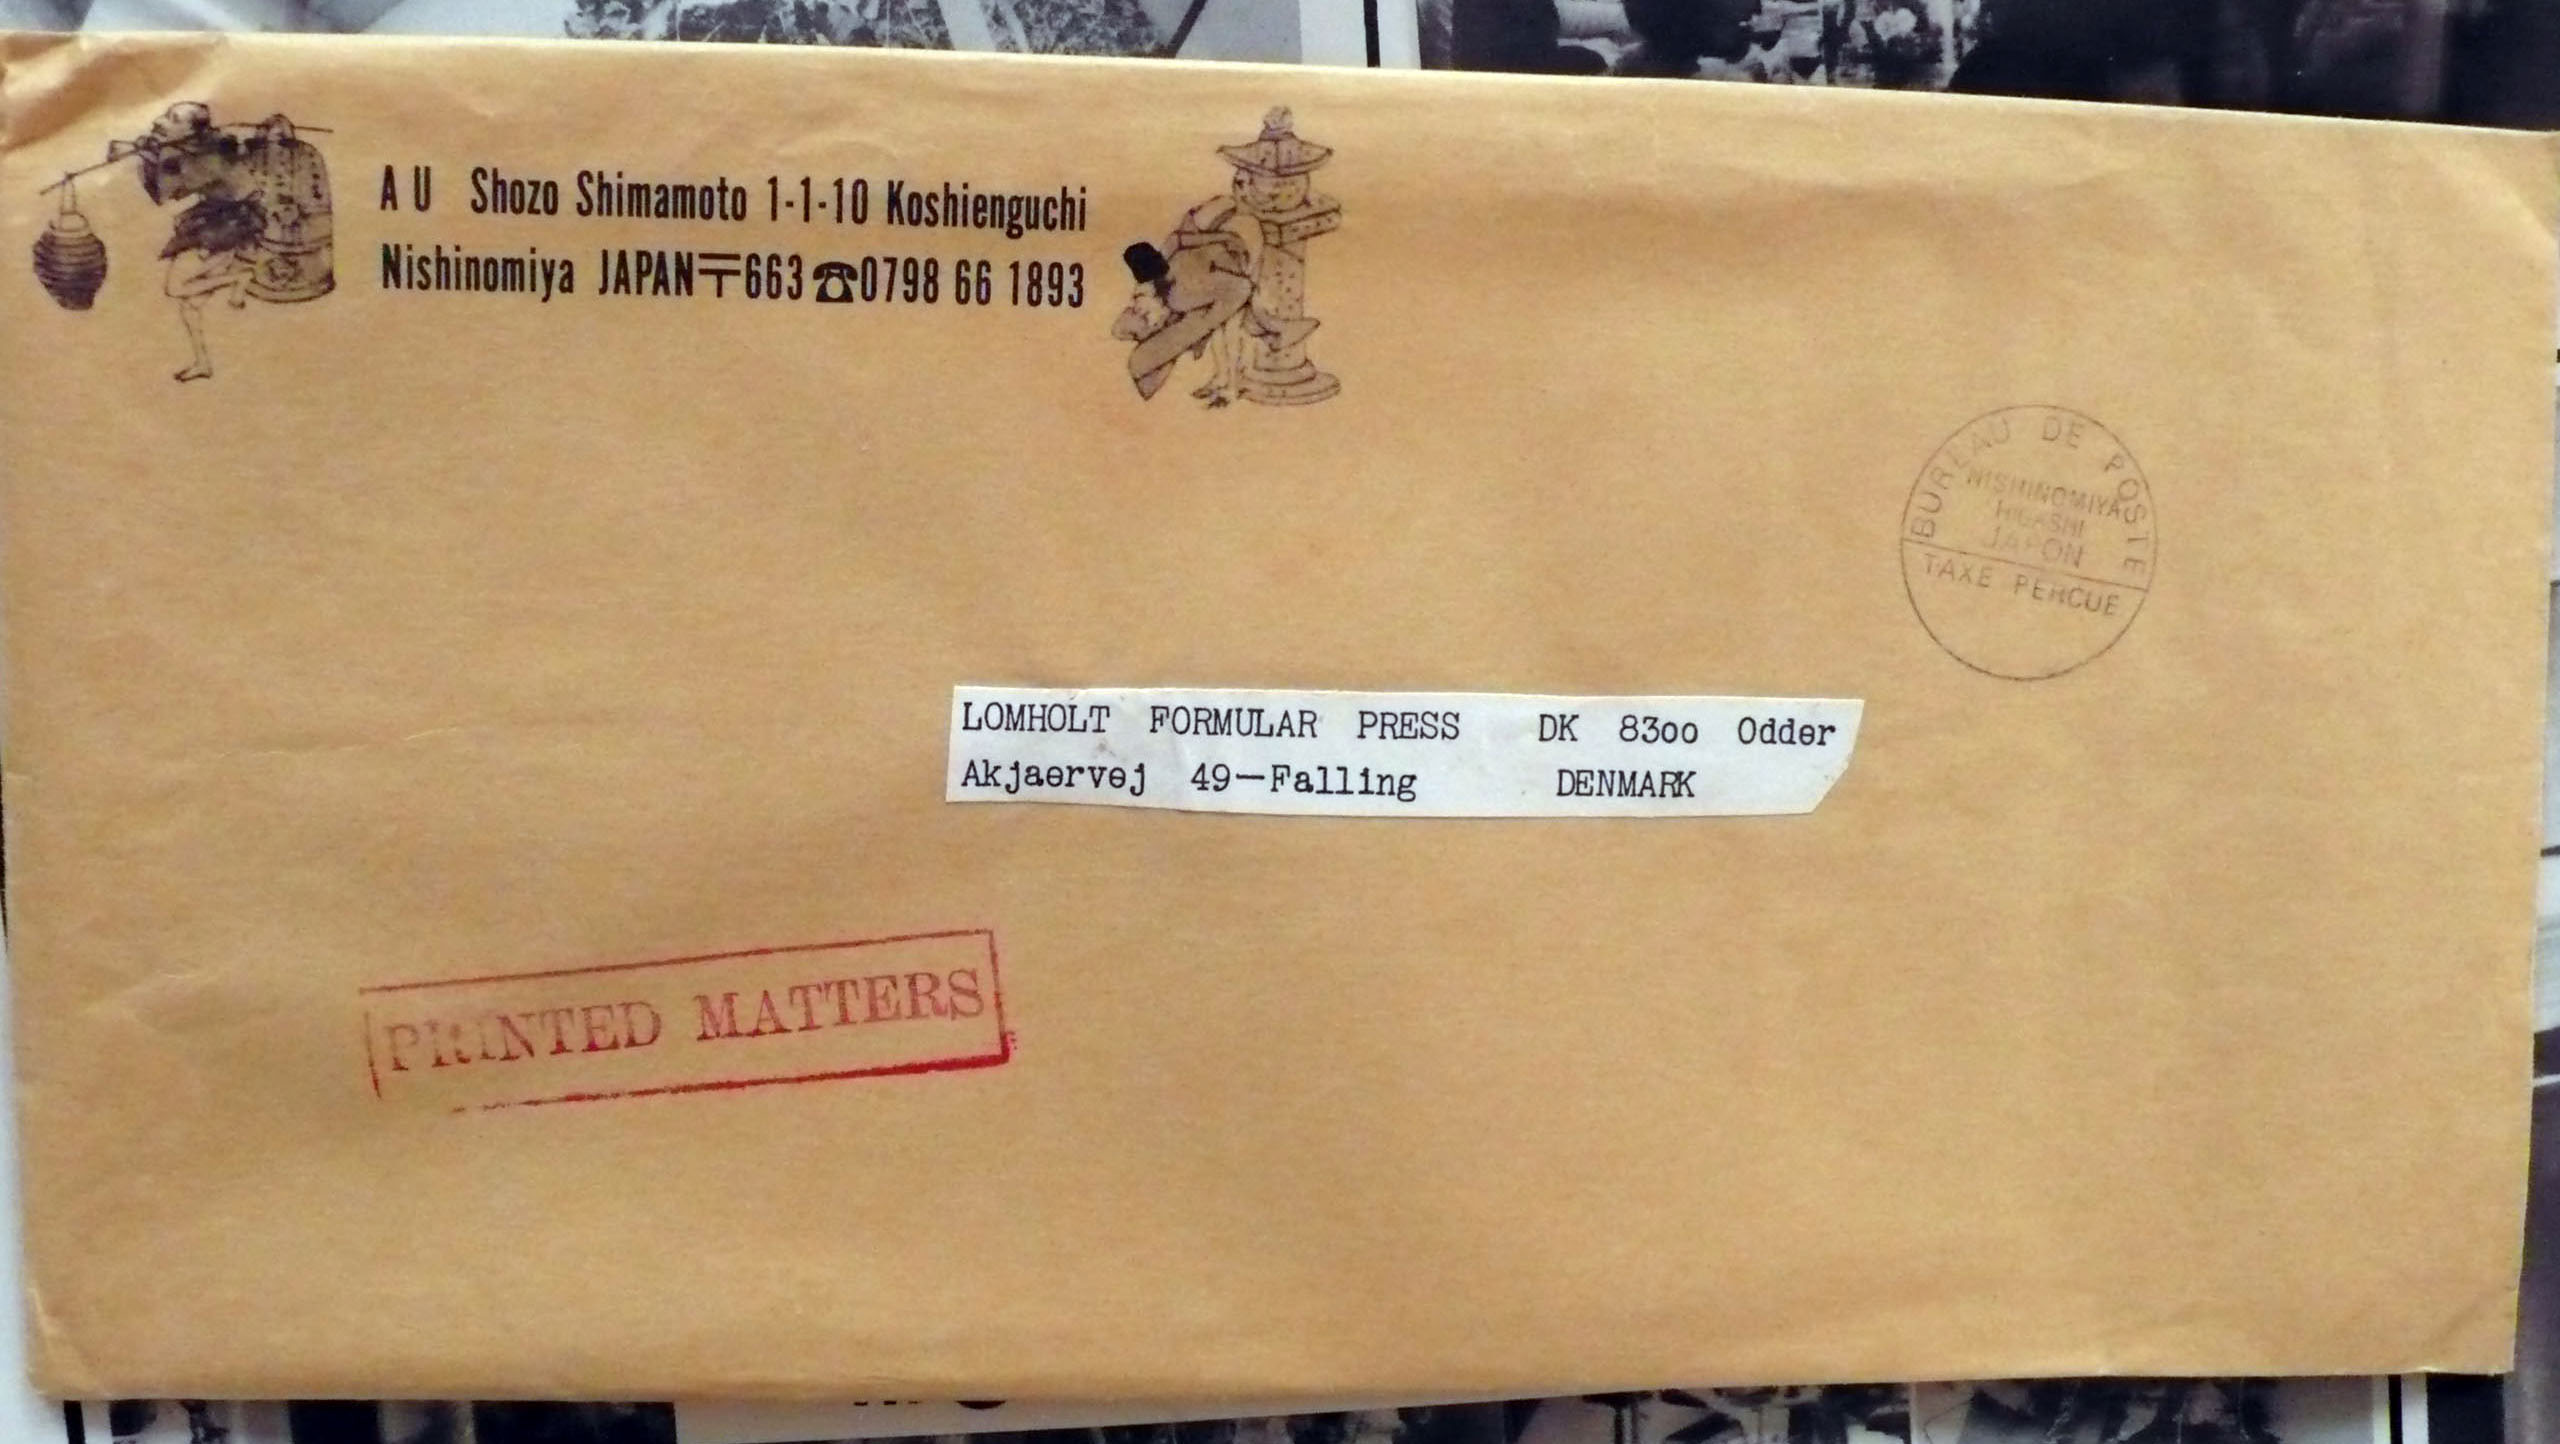 A U Shozo Shimamoto 1-1-10 Koshienguchi
Nishinomiya JAPAN〒663☎0798 66 1893
BUREAU DE POSTE
NISHINOMIYA
HIGASHI
JAPON
TAXE PERCUE
LOMHOLT FORMULAR PRESS DK 83oo Odder
Akjaervej 49—Falling DENMARK
PRINTED MATTERS